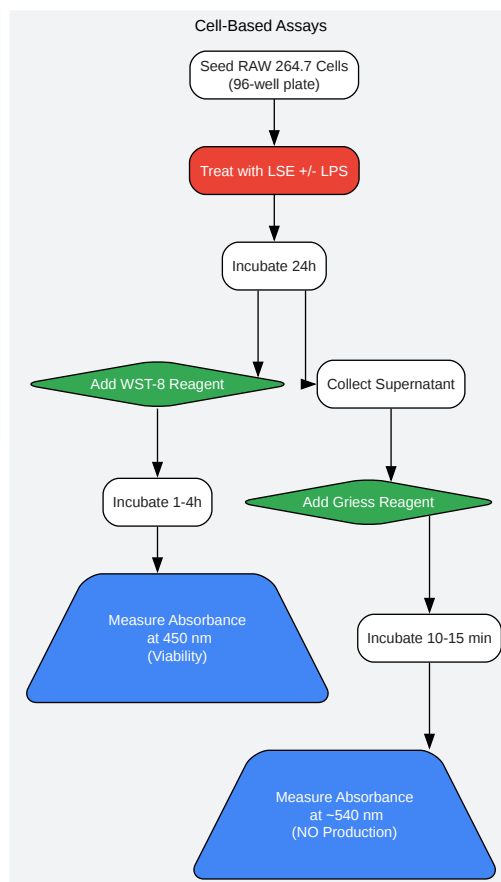 Cell-Based Assays
Seed RAW 264.7 Cells
(96-well plate)
Treat with LSE +/- LPS
Incubate 24h
Add WST-8 Reagent
Collect Supernatant
Incubate 1-4h
Add Griess Reagent
Measure Absorbance
at 450 nm
(Viability)
Incubate 10-15 min
Measure Absorbance
at ~540 nm
(NO Production)